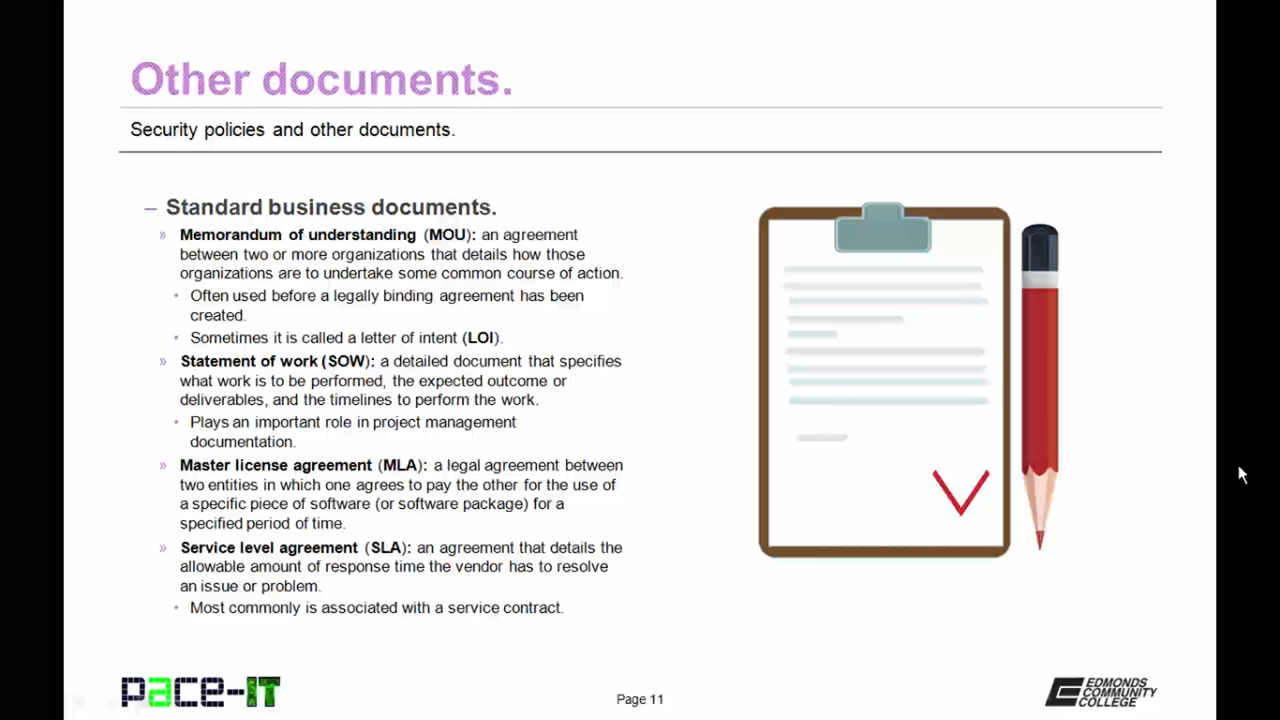 Other documents.
Security policies and other documents.
– Standard business documents.
» Memorandum of understanding (MOU): an agreement
between two or more organizations that details how those
organizations are to undertake some common course of action.
• Often used before a legally binding agreement has been
created.
• Sometimes it is called a letter of intent (LOI).
» Statement of work (SOW): a detailed document that specifies
what work is to be performed, the expected outcome or
deliverables, and the timelines to perform the work.
• Plays an important role in project management
documentation.
» Master license agreement (MLA): a legal agreement between
two entities in which one agrees to pay the other for the use of
a specific piece of software (or software package) for a
specified period of time.
» Service level agreement (SLA): an agreement that details the
allowable amount of response time the vendor has to resolve
an issue or problem.
• Most commonly is associated with a service contract.
pace-IT
Page 11
EDMONDS
COMMUNITY
COLLEGE